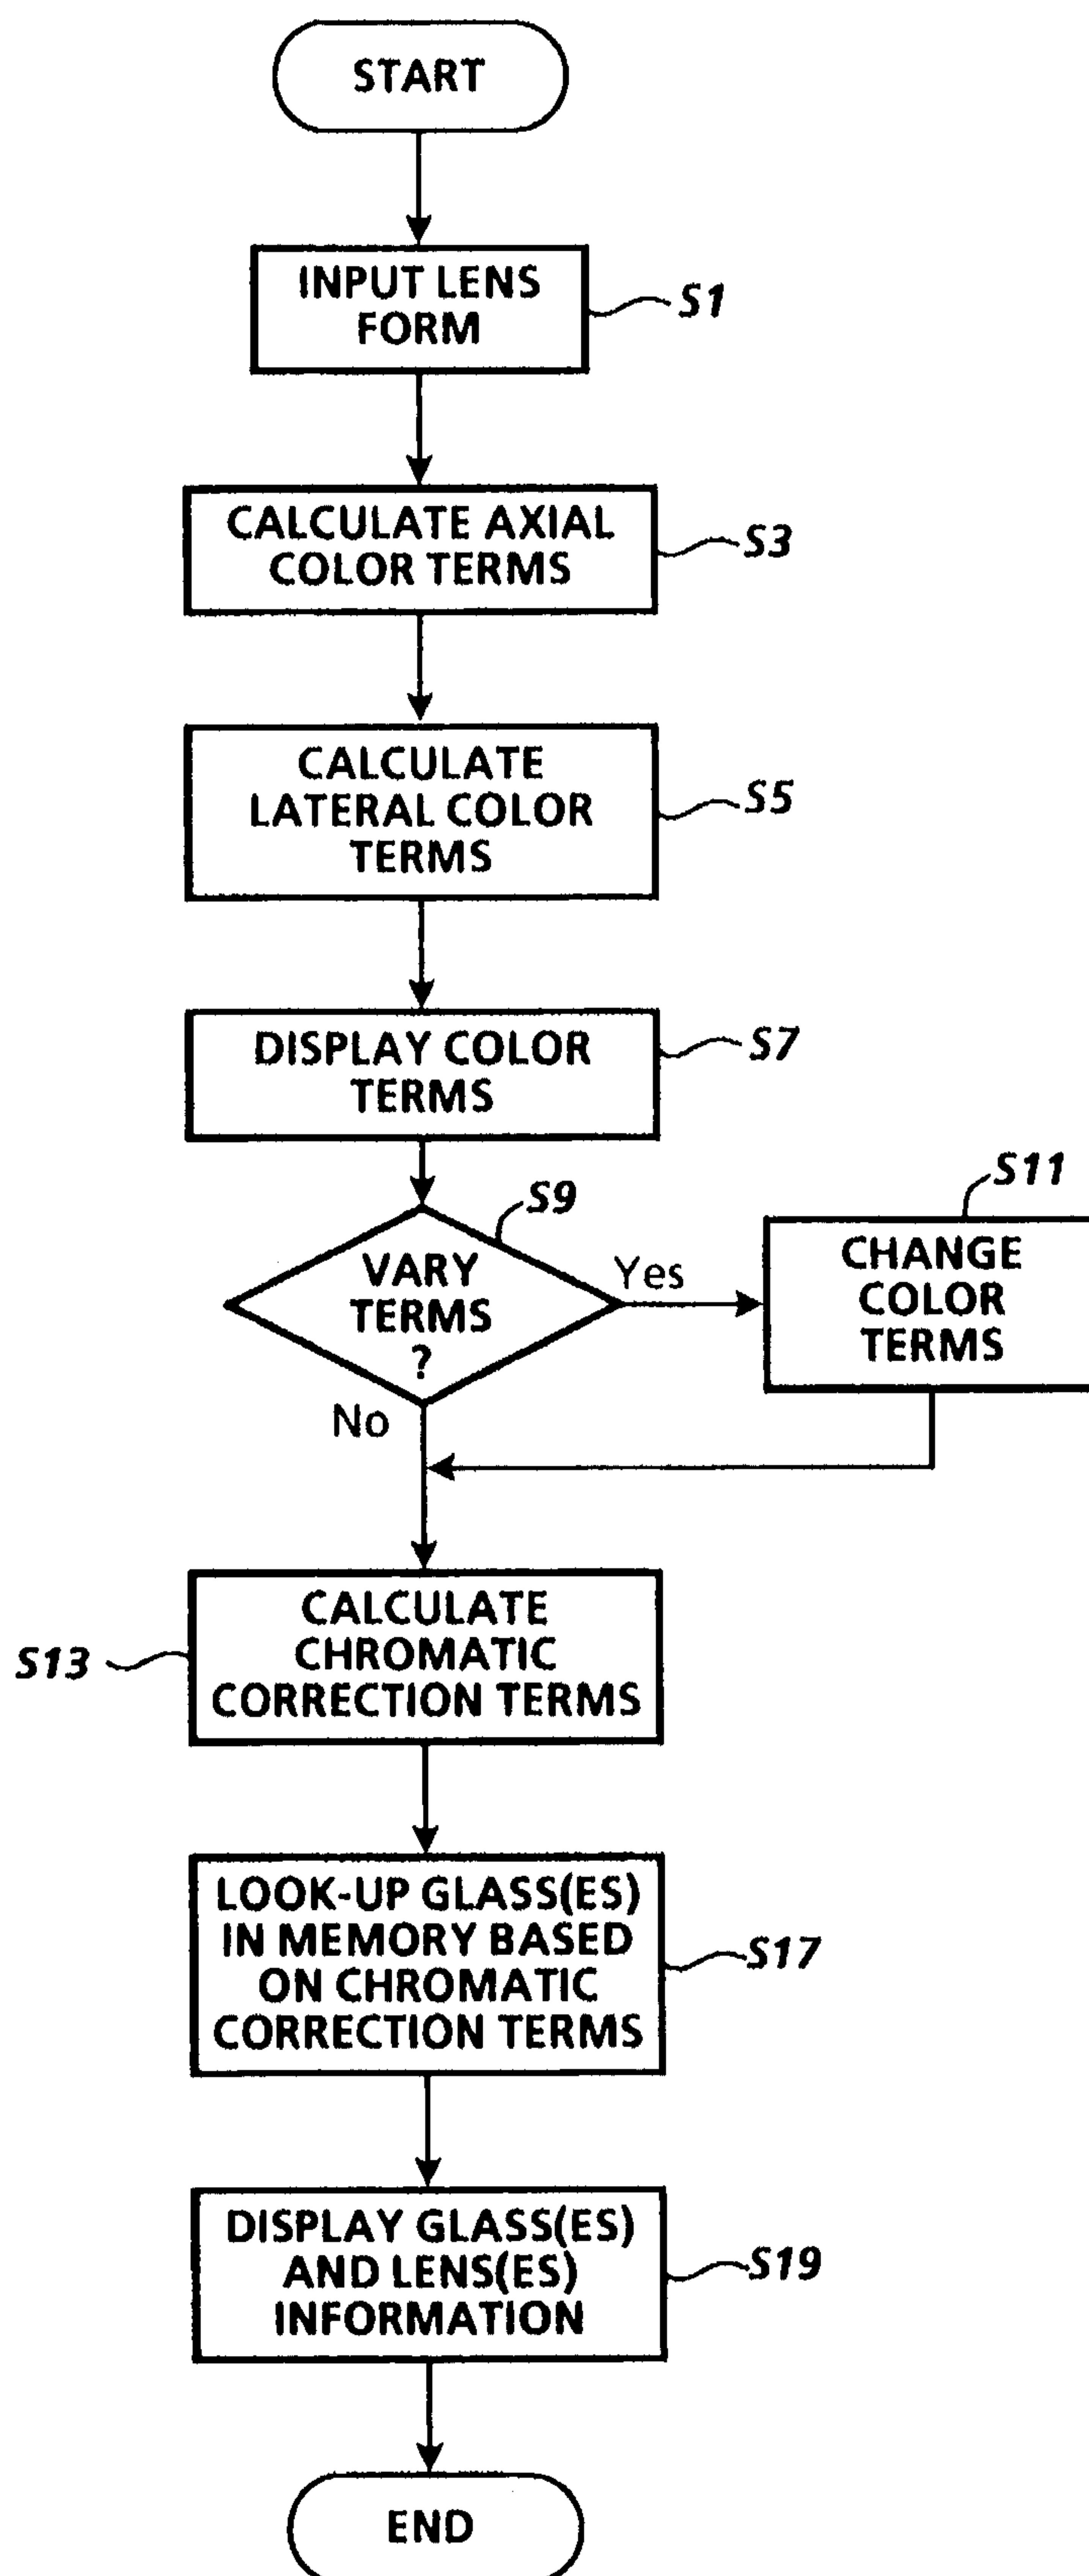 START
INPUT LENS
FORM
S1
CALCULATE AXIAL
COLOR TERMS
S3
CALCULATE
LATERAL COLOR
TERMS
S5
DISPLAY COLOR
TERMS
S7
S9
VARY
TERMS
?
Yes
No
S11
CHANGE
COLOR
TERMS
S13
CALCULATE
CHROMATIC
CORRECTION TERMS
LOOK-UP GLASS(ES)
IN MEMORY BASED
ON CHROMATIC
CORRECTION TERMS
S17
DISPLAY GLASS(ES)
AND LENS(ES)
INFORMATION
S19
END